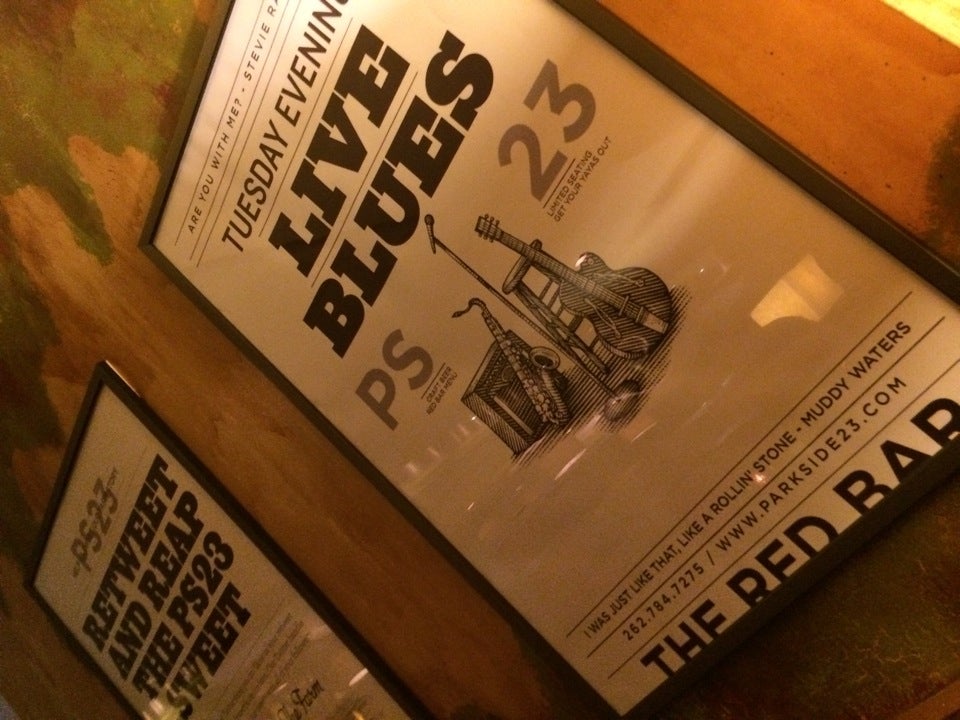 ARE YOU WITH ME? - STEVIE RA
TUESDAY EVENING
LIVE
BLUES
23
LIMITED SEATING
GET YOUR YAYAS OUT
PS
CRAFT BEER
RED BAR MENU
I WAS JUST LIKE THAT, LIKE A ROLLIN' STONE - MUDDY WATERS
262.784.7275 / WWW.PARKSIDE23.COM
THE RED BAR
PS23
RETWEET
AND REAP
THE PS23
SWEET
Farm